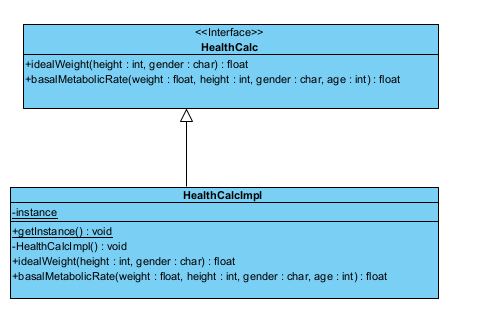 <<Interface>>
HealthCalc
+idealWeight(height : int, gender : char) : float
+basalMetabolicRate(weight : float, height : int, gender : char, age : int) : float
HealthCalcImpl
-instance
+getInstance() : void
-HealthCalcImpl() : void
+idealWeight(height : int, gender : char) : float
+basalMetabolicRate(weight : float, height : int, gender : char, age : int) : float